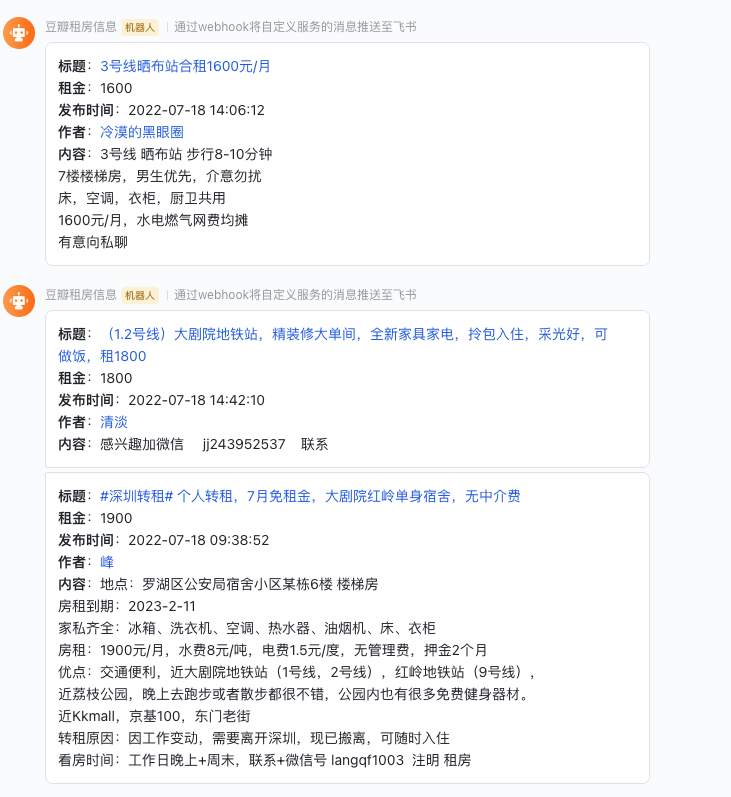 豆瓣租房信息 机器人 | 通过webhook将自定义服务的消息推送至飞书
标题：3号线晒布站合租1600元/月
租金：1600
发布时间：2022-07-18 14:06:12
作者：冷漠的黑眼圈
内容：3号线 晒布站 步行8-10分钟
7楼楼梯房，男生优先，介意勿扰
床，空调，衣柜，厨卫共用
1600元/月，水电燃气网费均摊
有意向私聊
豆瓣租房信息 机器人 | 通过webhook将自定义服务的消息推送至飞书
标题：（1.2号线）大剧院地铁站，精装修大单间，全新家具家电，拎包入住，采光好，可
做饭，租1800
租金：1800
发布时间：2022-07-18 14:42:10
作者：清淡
内容：感兴趣加微信 jj243952537 联系
标题：#深圳转租# 个人转租，7月免租金，大剧院红岭单身宿舍，无中介费
租金：1900
发布时间：2022-07-18 09:38:52
作者：峰
内容：地点：罗湖区公安局宿舍小区某栋6楼 楼梯房
房租到期：2023-2-11
家私齐全：冰箱、洗衣机、空调、热水器、油烟机、床、衣柜
房租：1900元/月，水费8元/吨，电费1.5元/度，无管理费，押金2个月
优点：交通便利，近大剧院地铁站（1号线，2号线），红岭地铁站（9号线），
近荔枝公园，晚上去跑步或者散步都很不错，公园内也有很多免费健身器材。
近Kkmall，京基100，东门老街
转租原因：因工作变动，需要离开深圳，现已搬离，可随时入住
看房时间：工作日晚上+周末，联系+微信号 langqf1003 注明 租房